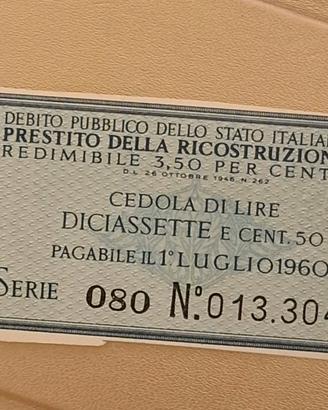 DEBITO PUBBLICO DELLO STATO ITALIA
PRESTITO DELLA RICOSTRUZION
REDIMIBILE 3,50 PER CENT
D.L. 26 OTTOBRE 1946, N. 262
CEDOLA DI LIRE
DICIASSETTE E CENT. 50
PAGABILE IL 1° LUGLIO 1960
SERIE 080 N.º 013.304